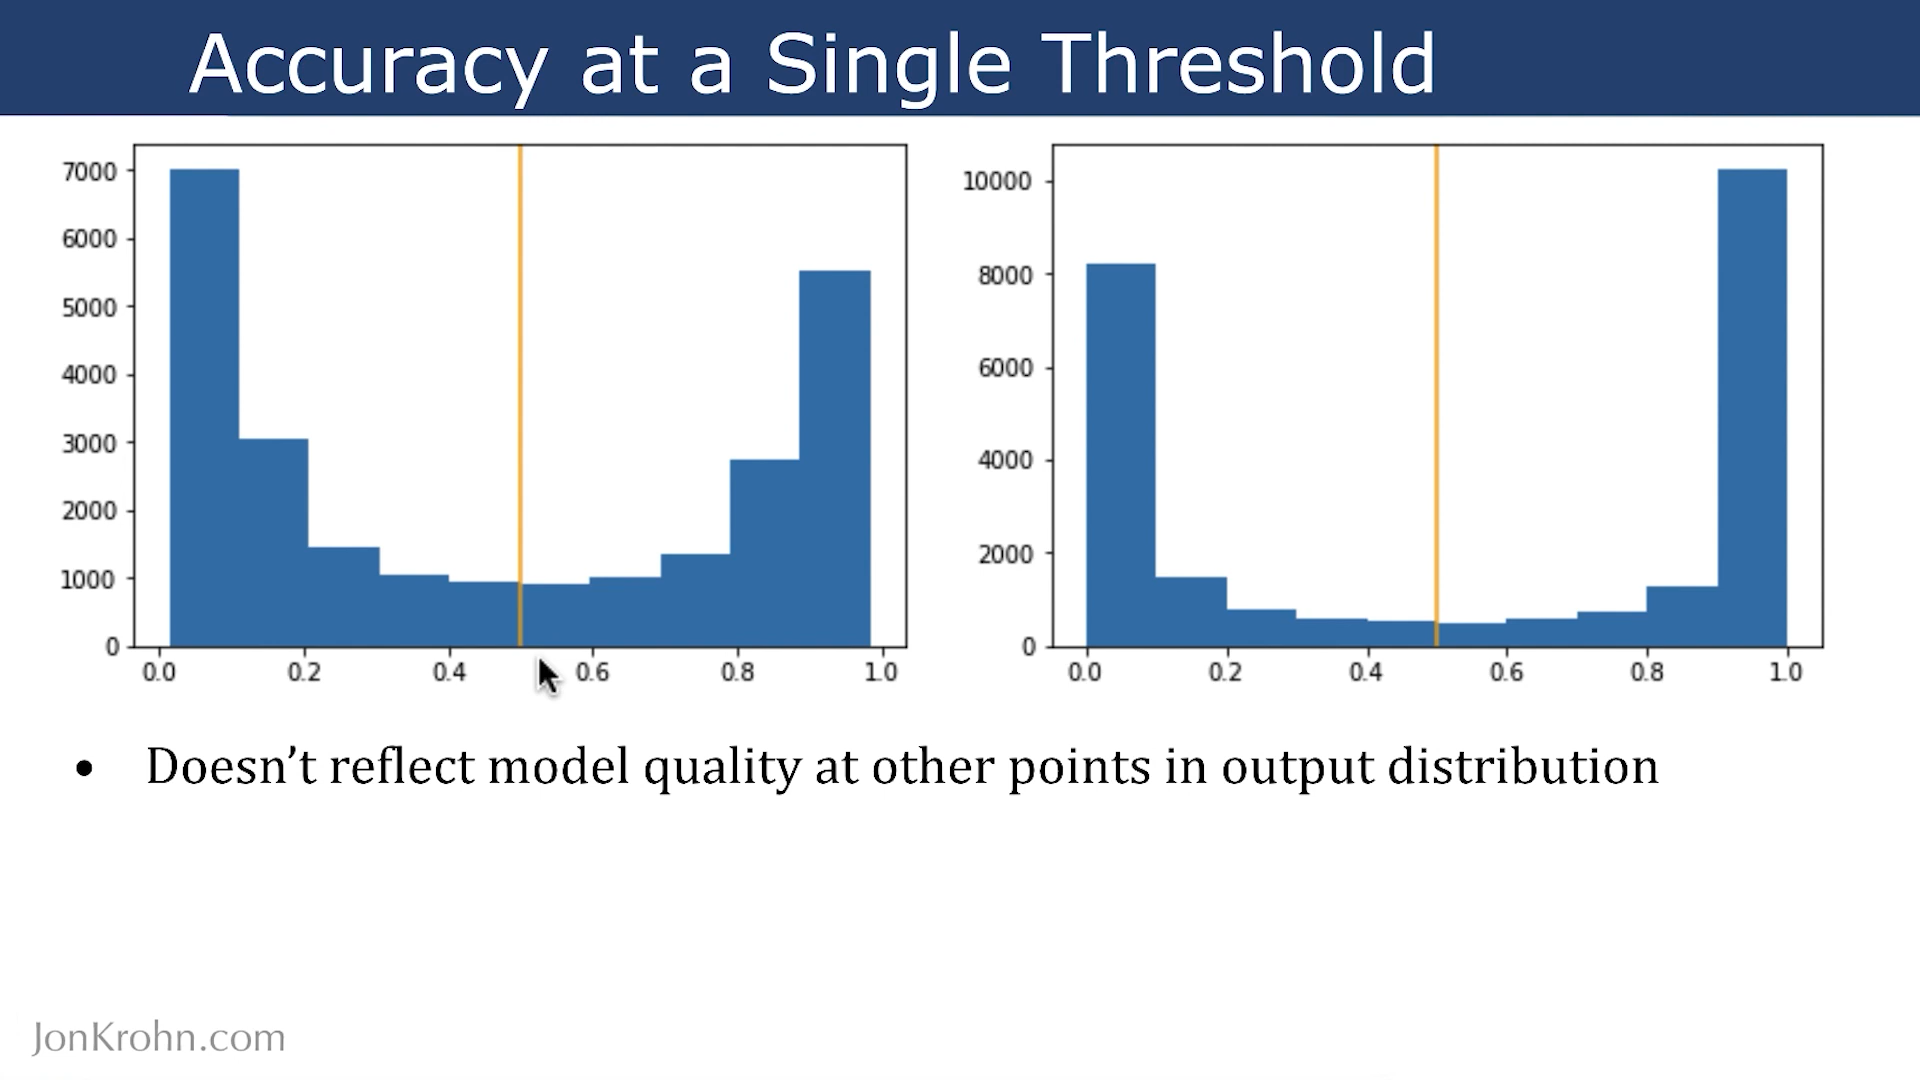 Accuracy at a Single Threshold
7000
6000
5000
4000
3000
2000
1000
0
0.0 0.2 0.4 0.6 0.8 1.0
10000
8000
6000
4000
2000
0
0.0 0.2 0.4 0.6 0.8 1.0
• Doesn’t reflect model quality at other points in output distribution
JonKrohn.com